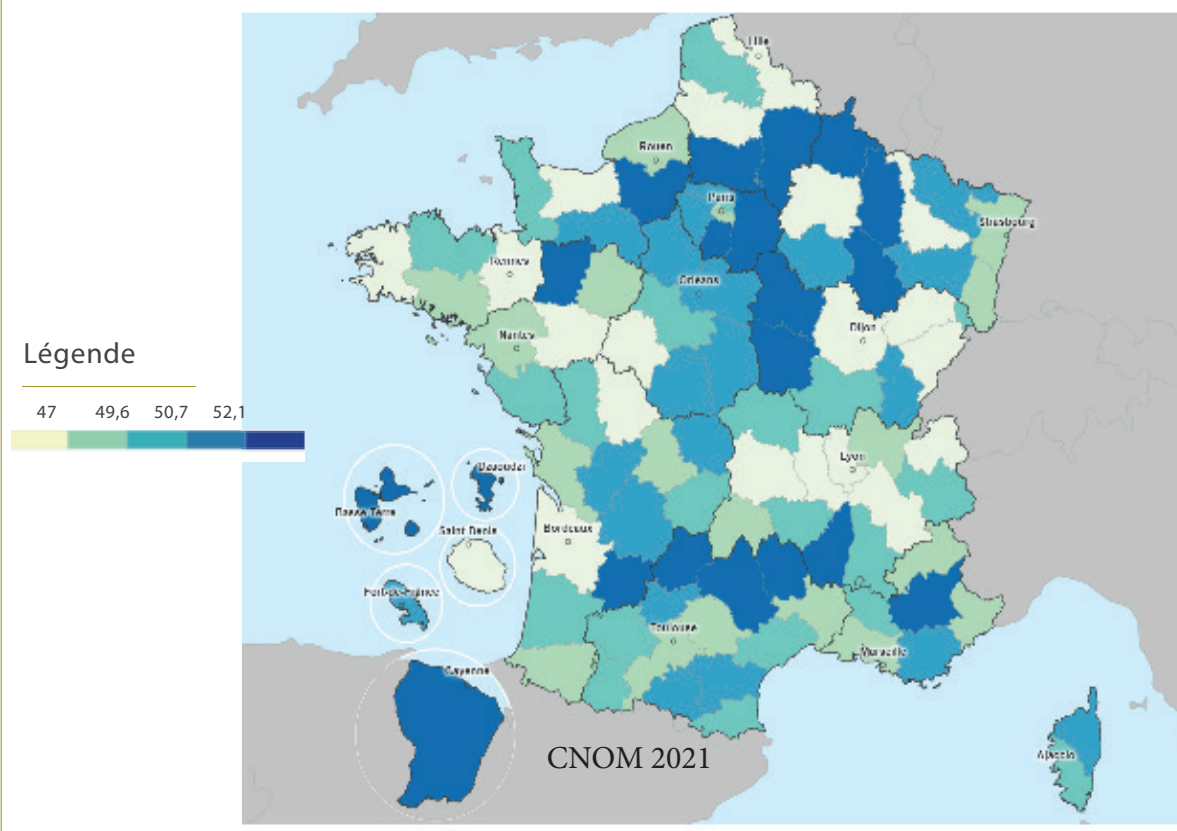 Légende
47 49,6 50,7 52,1
Lille
Rouen
Paris
Strasbourg
Rennes
Orléans
Nantes
Dijon
Lyon
Bordeaux
Toulouse
Marseille
Ajaccio
Dzaoudzi
Basse Terre
Saint Denis
Fort-de-France
Cayenne
CNOM 2021